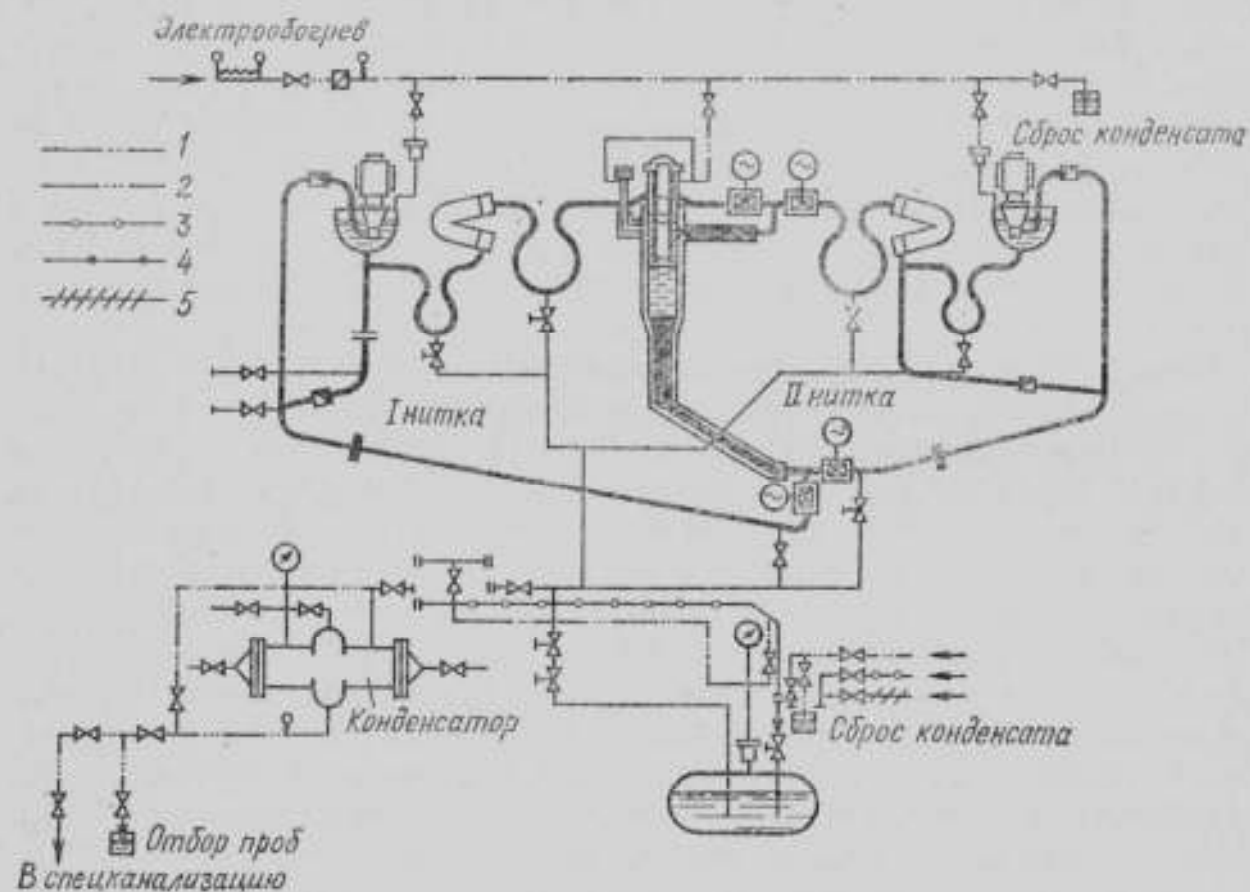 Электрообогрев
Сброс конденсата
1
2
3
4
5
I нитка
II нитка
Конденсатор
Сброс конденсата
Отбор проб
В спецканализацию